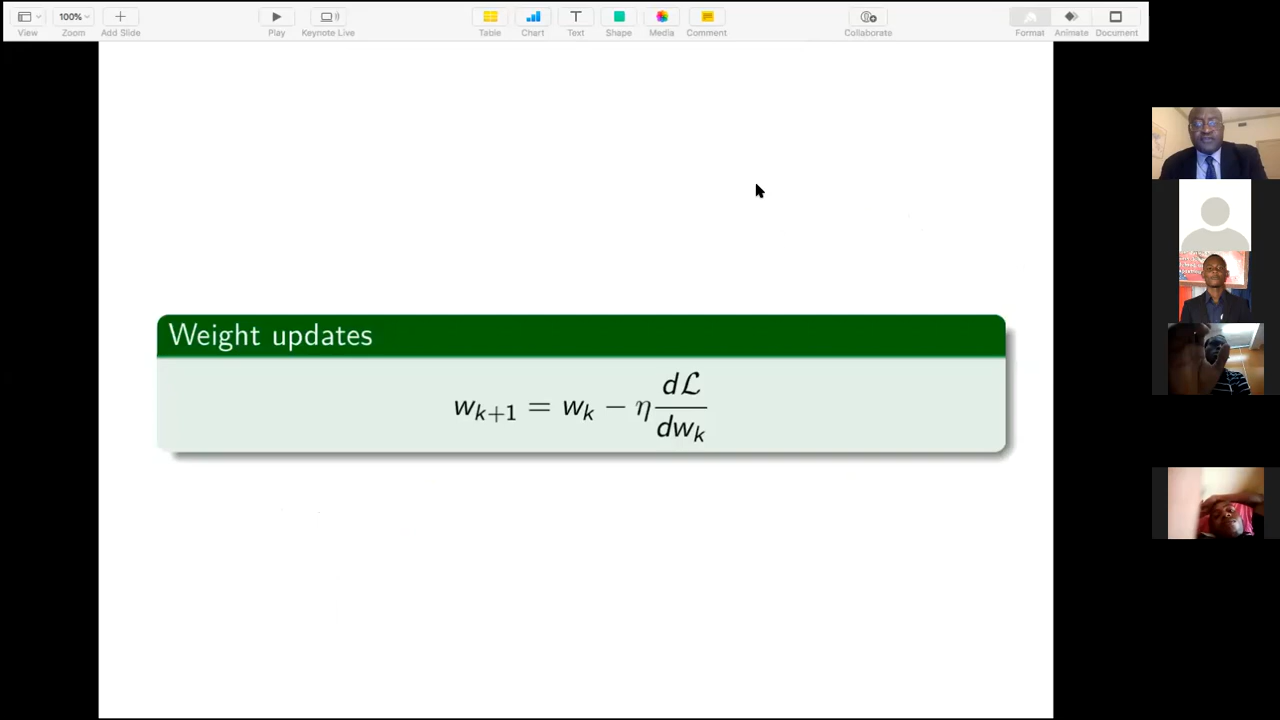 View
100%
Zoom
Add Slide
Play
Keynote Live
Table
Chart
Text
Shape
Media
Comment
Collaborate
Format
Animate
Document
Weight updates
w_{k+1} = w_k − η dℒ/dw_k